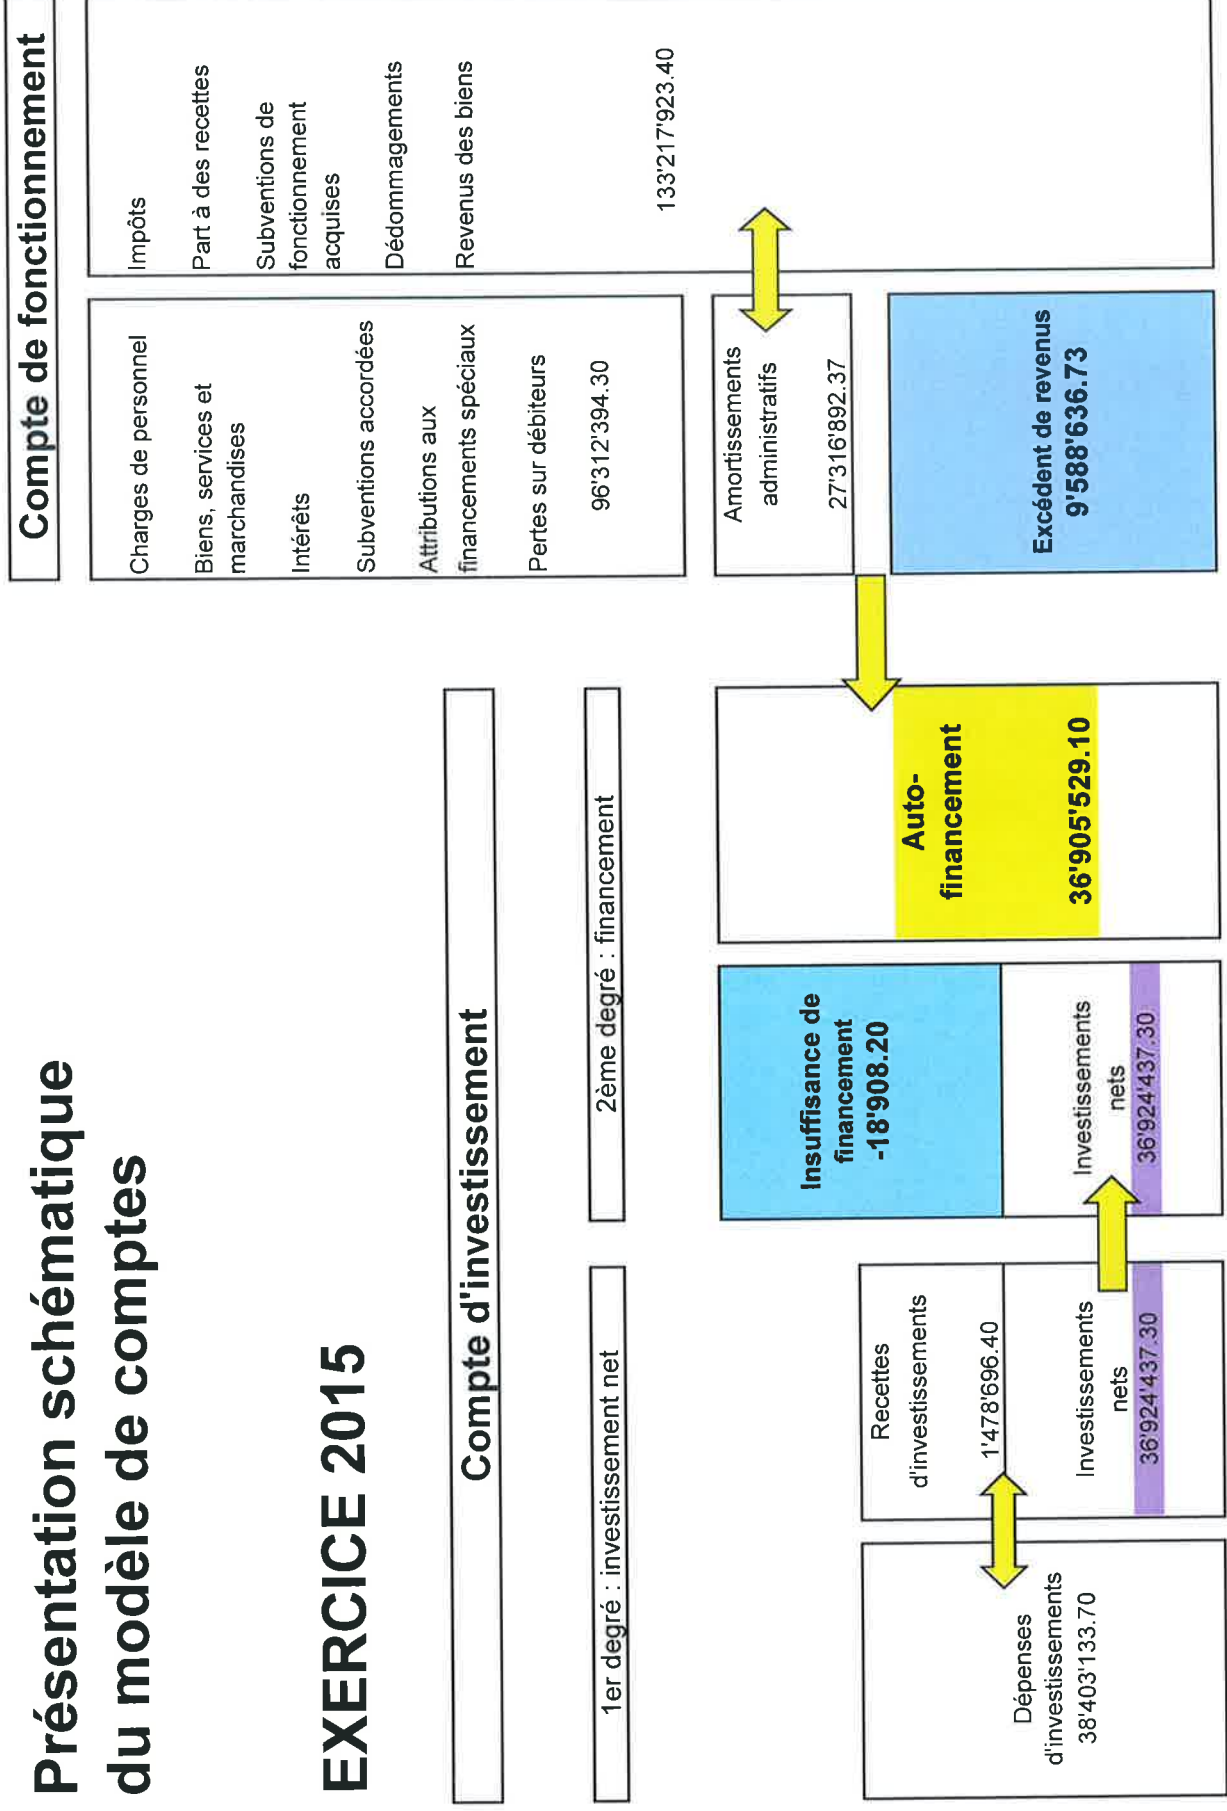 Présentation schématique
du modèle de comptes
EXERCICE 2015
Compte de fonctionnement
Charges de personnel
Biens, services et
marchandises
Intérêts
Subventions accordées
Attributions aux
financements spéciaux
Pertes sur débiteurs
96'312'394.30
Impôts
Part à des recettes
Subventions de
fonctionnement
acquises
Dédommagements
Revenus des biens
133'217'923.40
Amortissements
administratifs
27'316'892.37
Excédent de revenus
9'588'636.73
Compte d'investissement
1er degré : investissement net
2ème degré : financement
Dépenses
d'investissements
38'403'133.70
Recettes
d'investissements
1'478'696.40
Investissements
nets
36'924'437.30
Insuffisance de
financement
-18'908.20
Investissements
nets
36'924'437.30
Auto-
financement
36'905'529.10